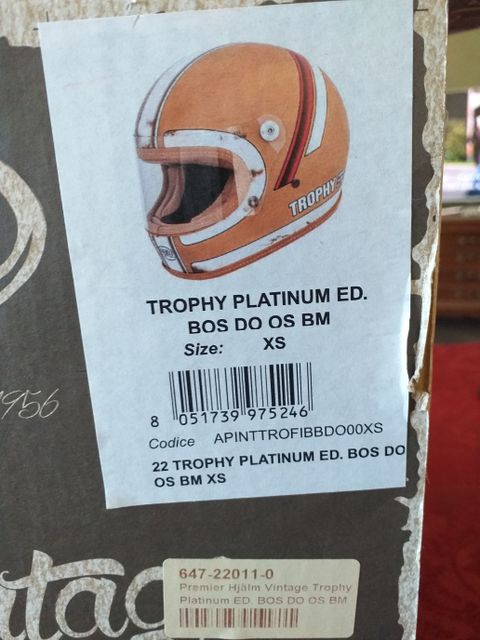 TROPHY
TROPHY PLATINUM ED.
BOS DO OS BM
Size: XS
8 051739 975246
Codice APINTTROFIBBDO00XS
22 TROPHY PLATINUM ED. BOS DO
OS BM XS
1956
647-22011-0
Premier Hjälm Vintage Trophy
Platinum ED. BOS DO OS BM